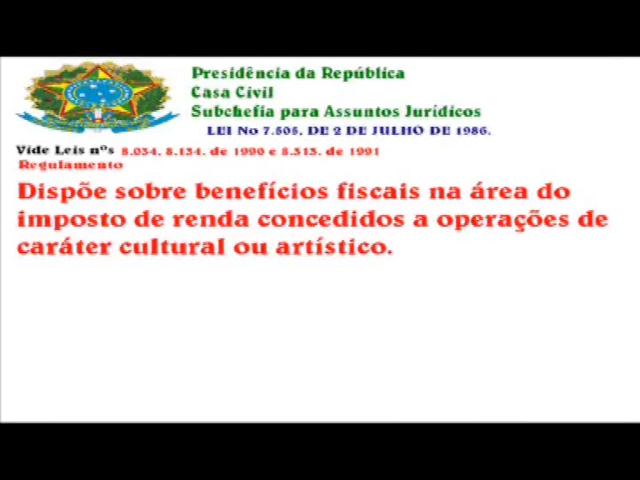 Presidência da República
Casa Civil
Subchefia para Assuntos Jurídicos
LEI No 7.505, DE 2 DE JULHO DE 1986.
Vide Leis nºs 8.034, 8.134, de 1990 e 8.313, de 1991
Regulamento
Dispõe sobre benefícios fiscais na área do
imposto de renda concedidos a operações de
caráter cultural ou artístico.